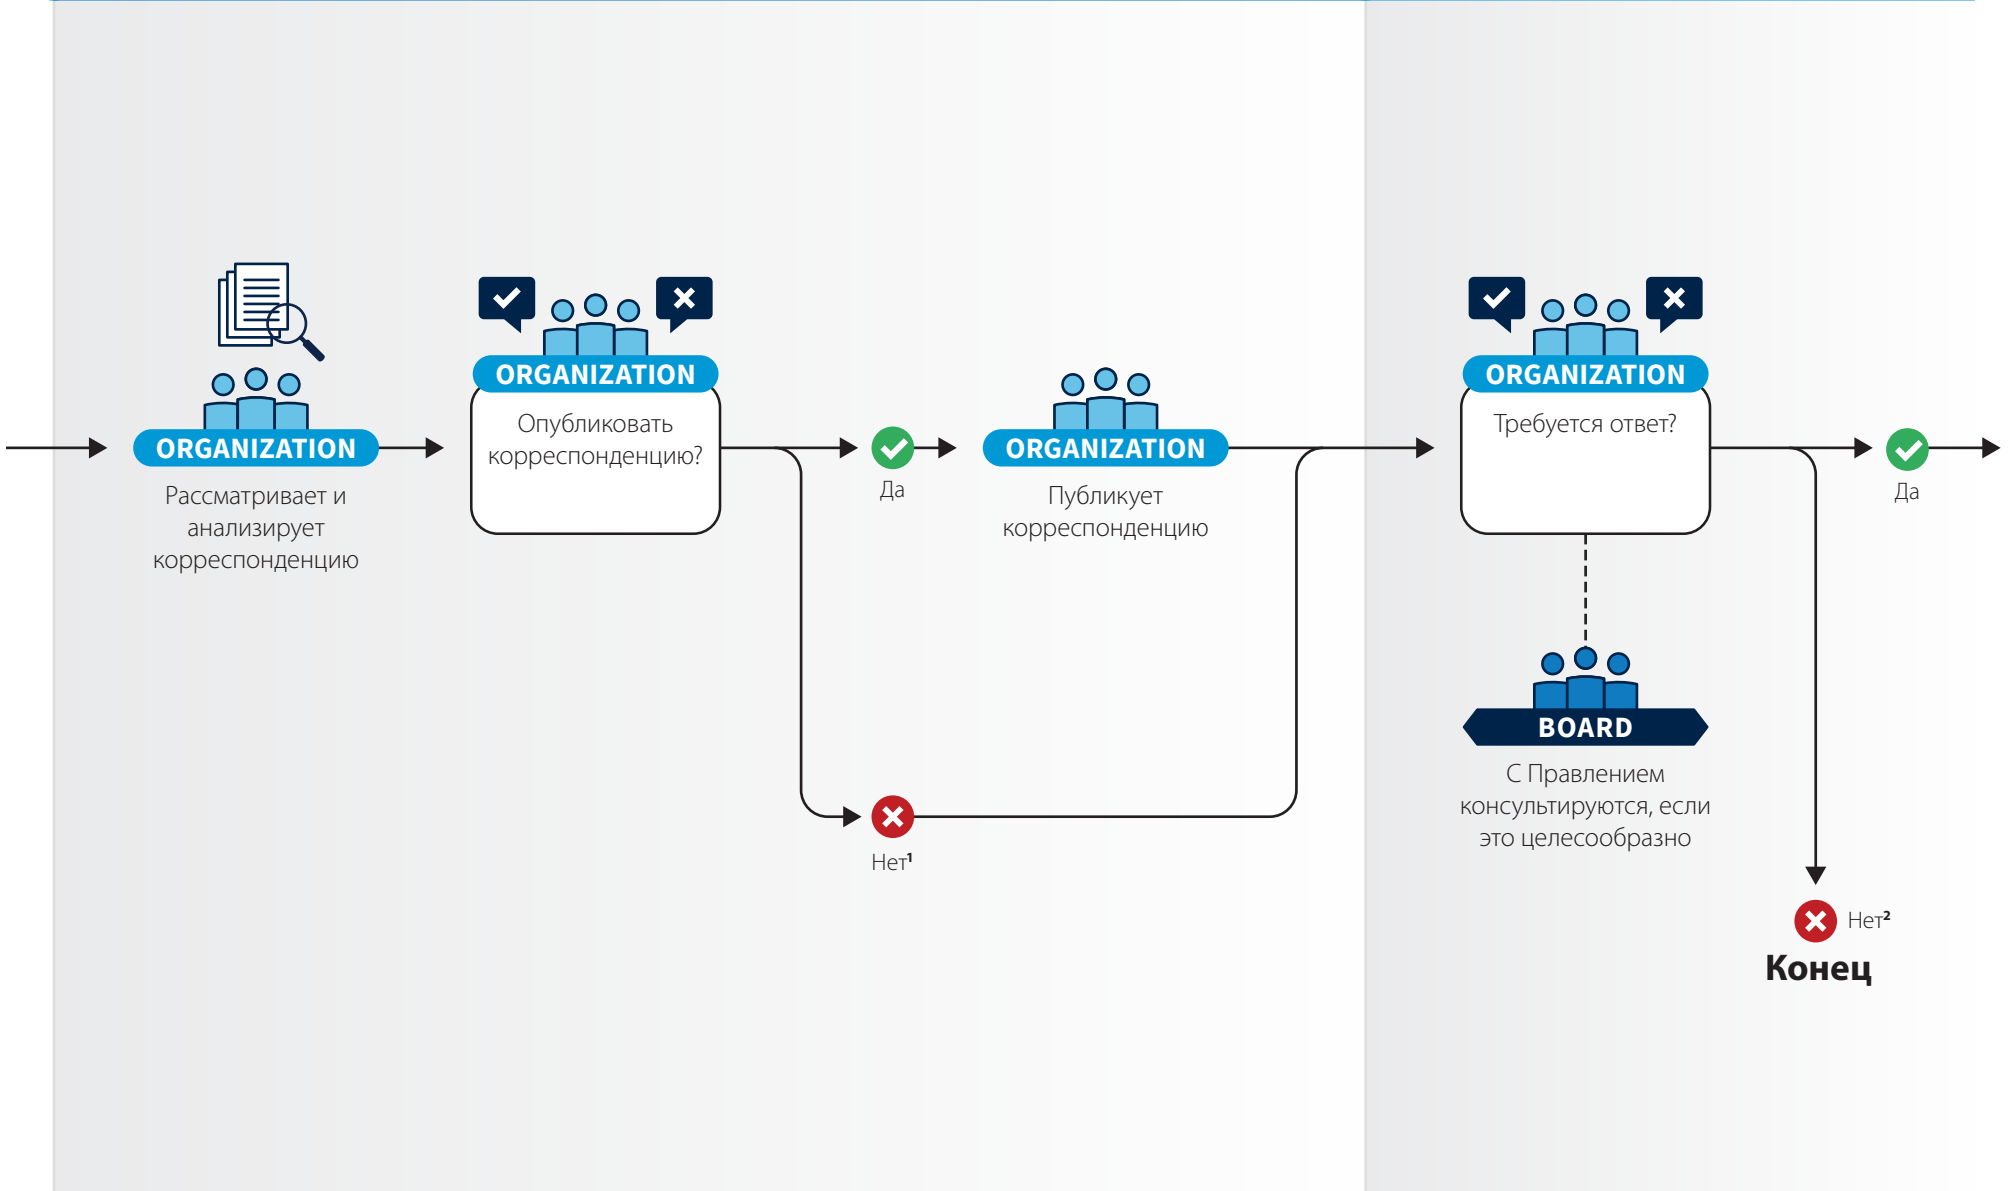 ORGANIZATION
Рассматривает и
анализирует
корреспонденцию
ORGANIZATION
Опубликовать
корреспонденцию?
Да
Нет¹
ORGANIZATION
Публикует
корреспонденцию
ORGANIZATION
Требуется ответ?
BOARD
С Правлением
консультируются, если
это целесообразно
Да
Нет²
Конец